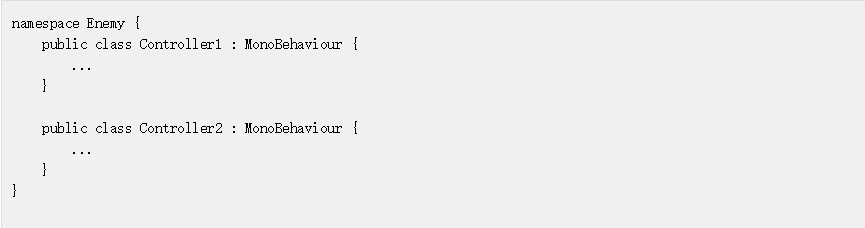 namespace Enemy {
    public class Controller1 : MonoBehaviour {
        ...
    }

    public class Controller2 : MonoBehaviour {
        ...
    }
}